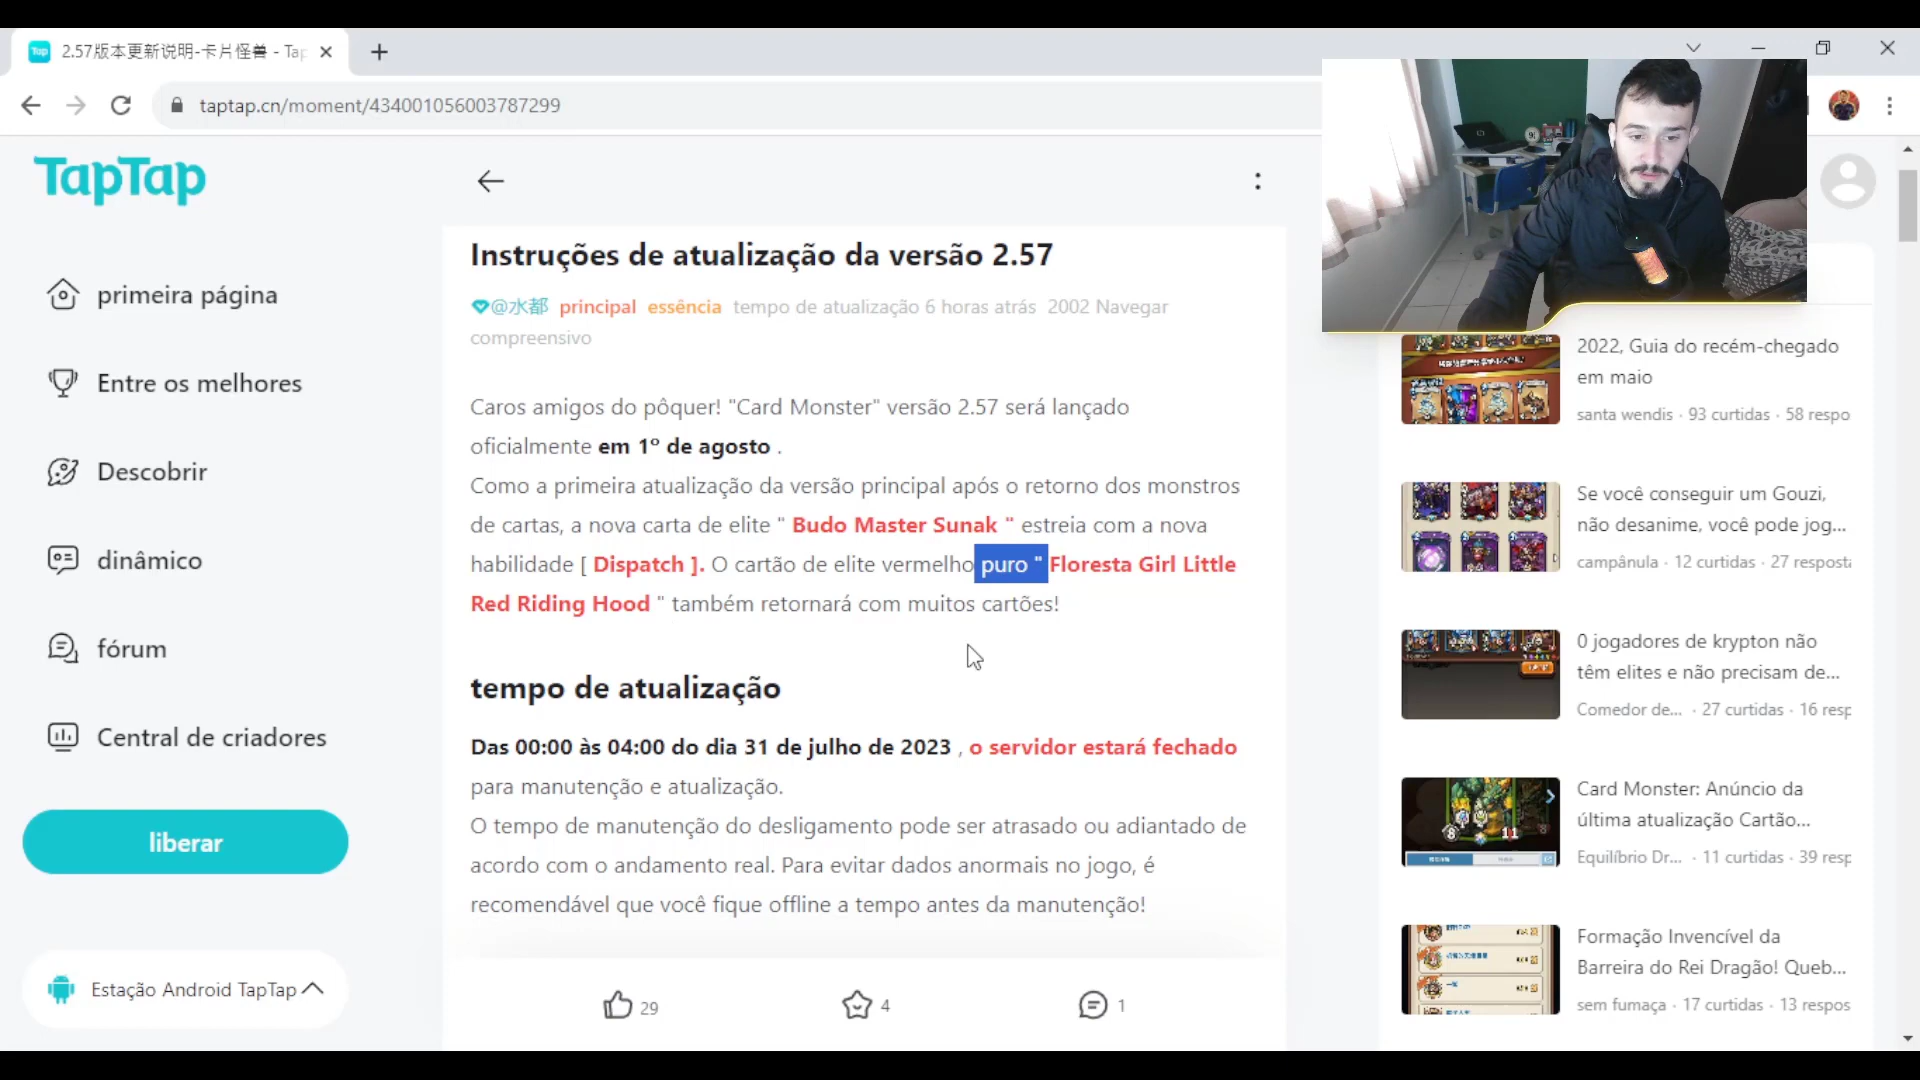 2.57版本更新说明-卡片怪兽 - Tap
taptap.cn/moment/434001056003787299
TapTap
primeira página
Entre os melhores
Descobrir
dinâmico
fórum
Central de criadores
liberar
Estação Android TapTap
Instruções de atualização da versão 2.57
@水都 principal essência tempo de atualização 6 horas atrás 2002 Navegar
compreensivo
Caros amigos do pôquer! "Card Monster" versão 2.57 será lançado
oficialmente em 1º de agosto .
Como a primeira atualização da versão principal após o retorno dos monstros
de cartas, a nova carta de elite " Budo Master Sunak " estreia com a nova
habilidade [ Dispatch ]. O cartão de elite vermelho puro " Floresta Girl Little
Red Riding Hood " também retornará com muitos cartões!
tempo de atualização
Das 00:00 às 04:00 do dia 31 de julho de 2023 , o servidor estará fechado
para manutenção e atualização.
O tempo de manutenção do desligamento pode ser atrasado ou adiantado de
acordo com o andamento real. Para evitar dados anormais no jogo, é
recomendável que você fique offline a tempo antes da manutenção!
29
4
1
2022, Guia do recém-chegado
em maio
santa wendis · 93 curtidas · 58 respo
Se você conseguir um Gouzi,
não desanime, você pode jog...
campânula · 12 curtidas · 27 resposta
0 jogadores de krypton não
têm elites e não precisam de...
Comedor de... · 27 curtidas · 16 resp
Card Monster: Anúncio da
última atualização Cartão...
Equilíbrio Dr... · 11 curtidas · 39 resp
8
11
Formação Invencível da
Barreira do Rei Dragão! Queb...
sem fumaça · 17 curtidas · 13 respos